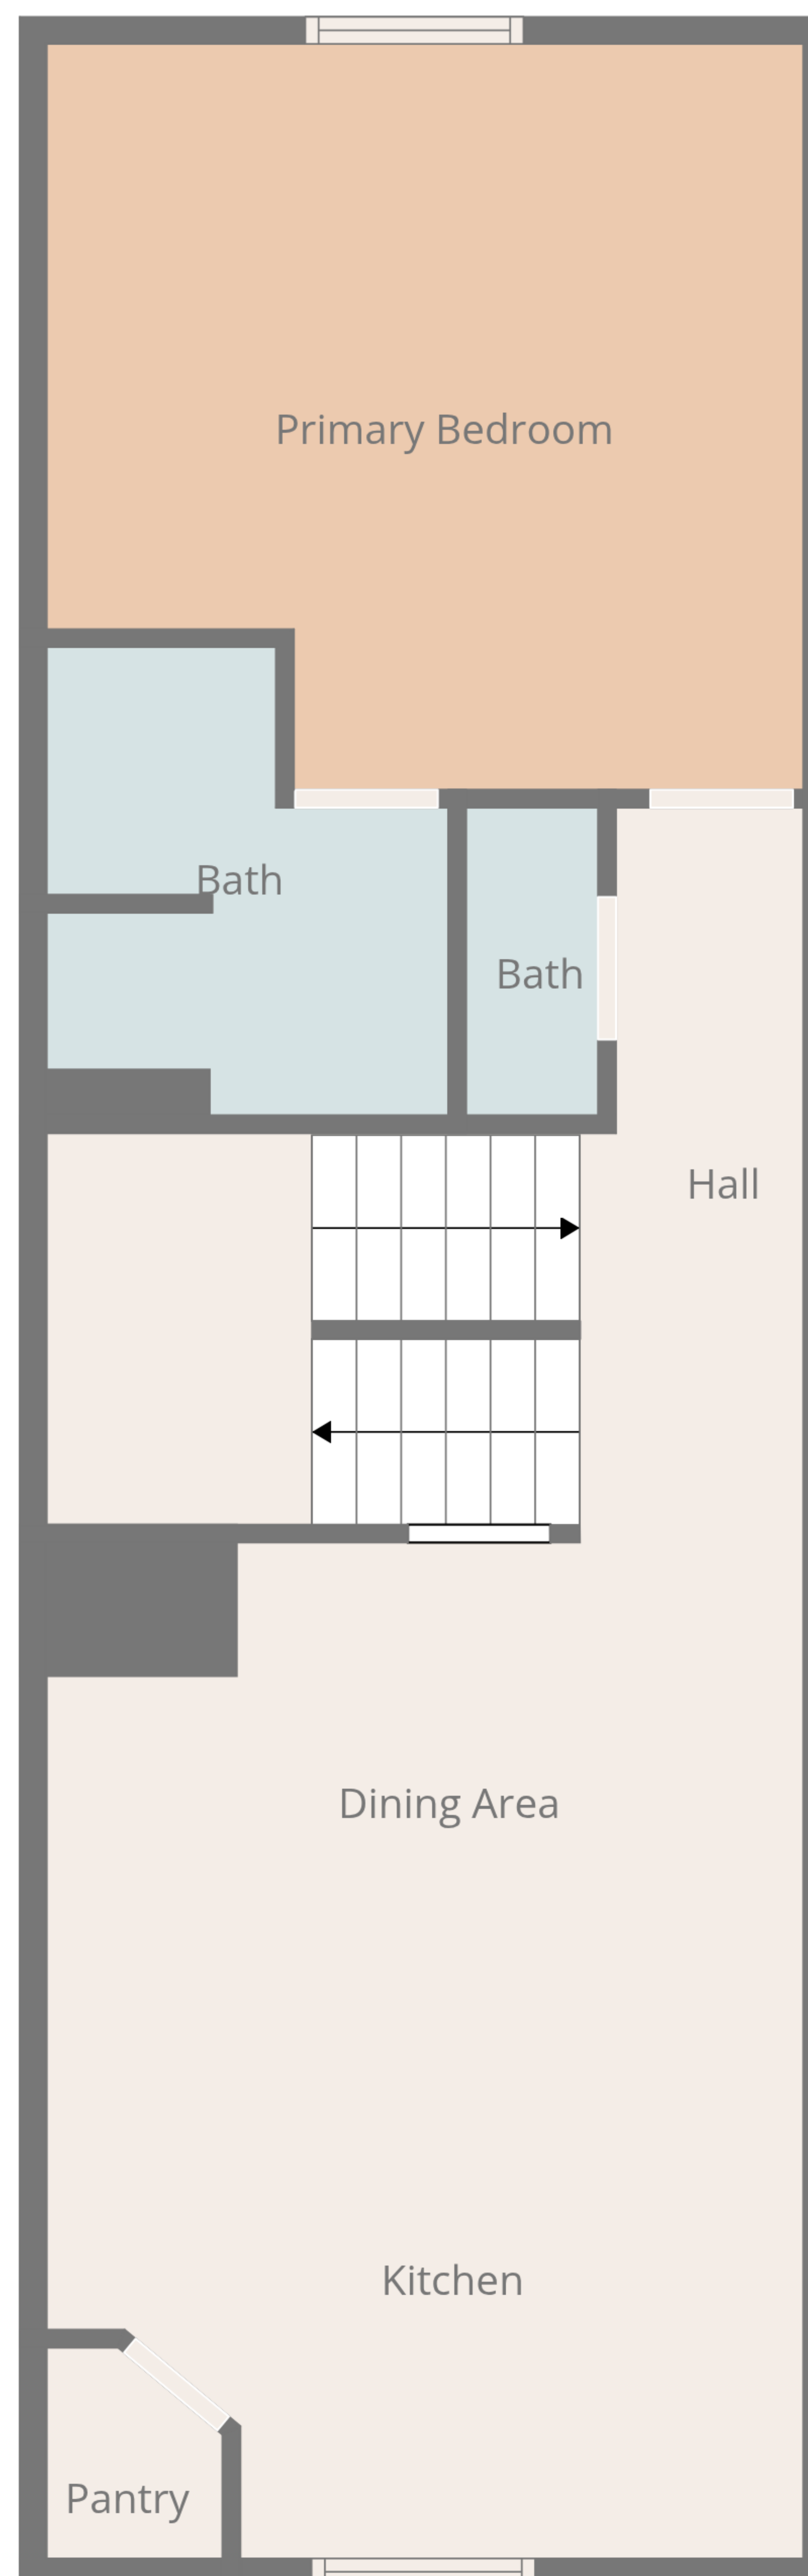 Primary Bedroom
Bath
Bath
Hall
Dining Area
Kitchen
Pantry